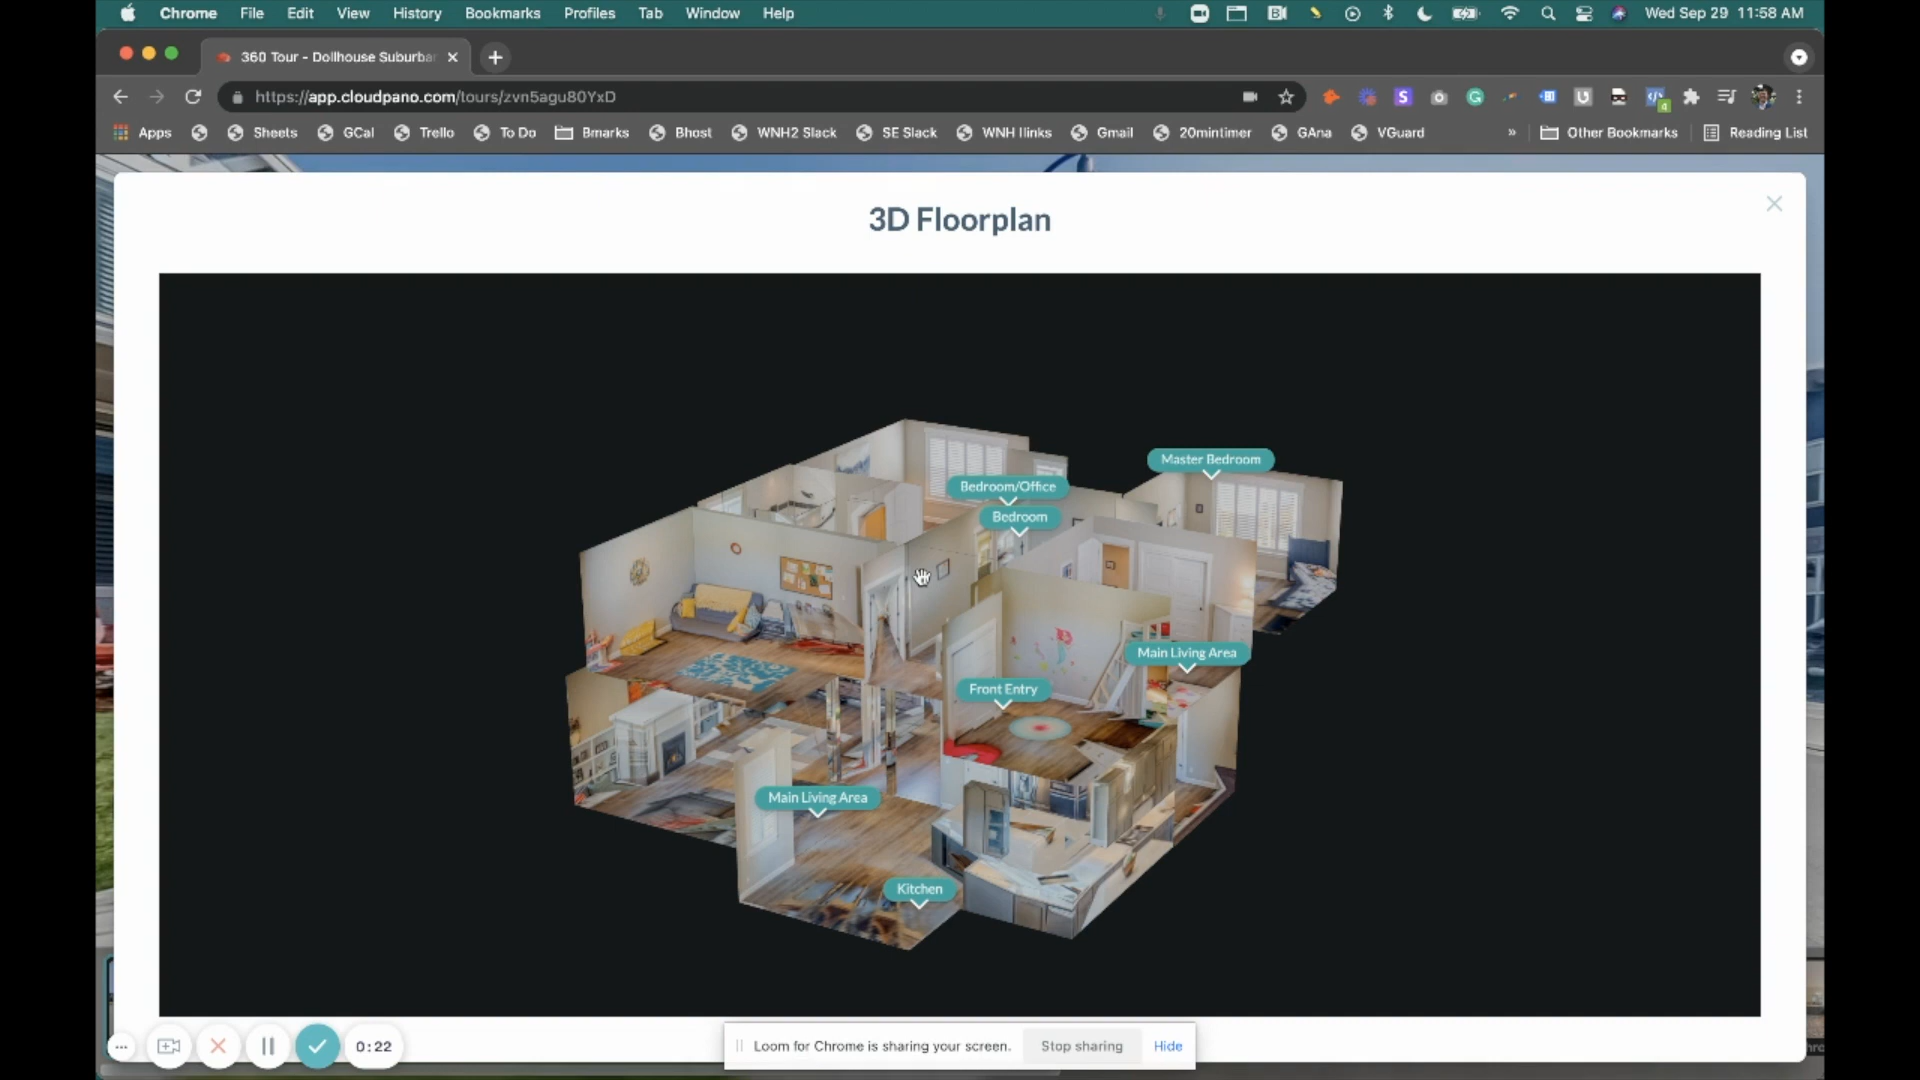 Chrome File Edit View History Bookmarks Profiles Tab Window Help Wed Sep 29 11:58 AM
360 Tour - Dollhouse Suburba
https://app.cloudpano.com/tours/zvn5agu80YxD
Apps Sheets GCal Trello To Do Bmarks Bhost WNH2 Slack SE Slack WNH llinks Gmail 20mintimer GAna VGuard » Other Bookmarks Reading List
3D Floorplan
Master Bedroom
Bedroom/Office
Bedroom
Main Living Area
Front Entry
Main Living Area
Kitchen
0:22
Loom for Chrome is sharing your screen. Stop sharing Hide